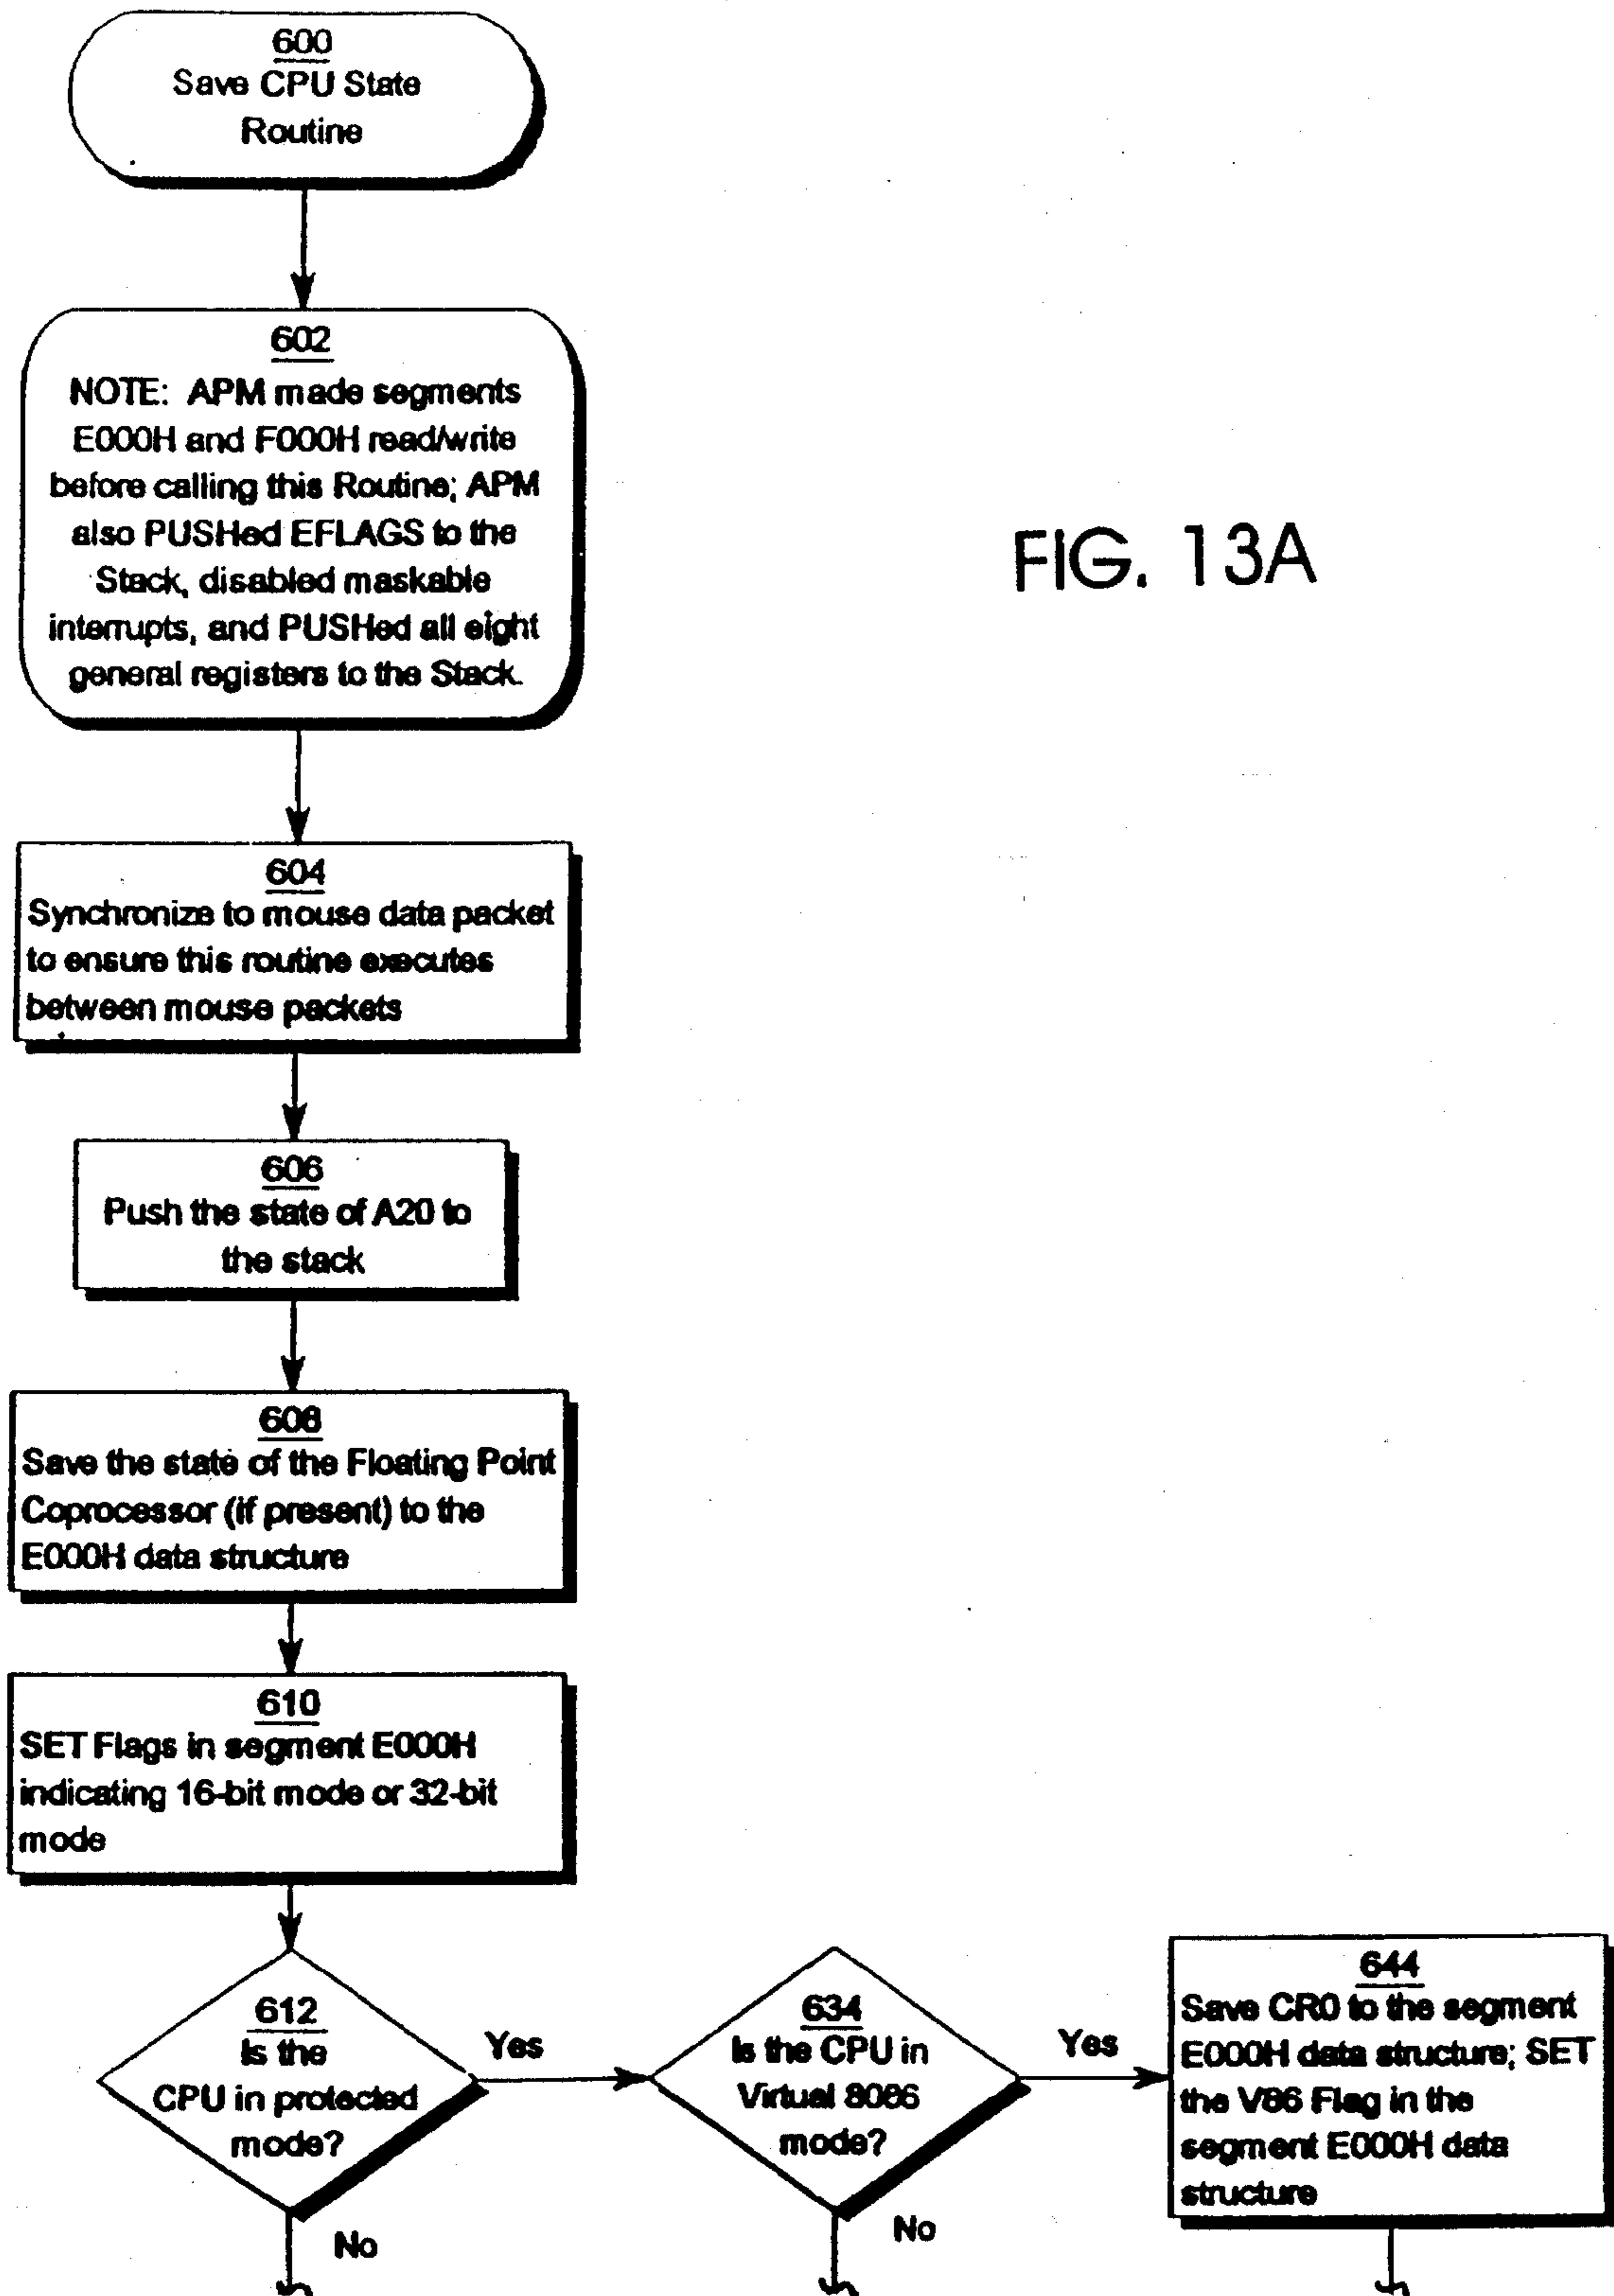 600
Save CPU State
Routine
602
NOTE: APM made segments
E000H and F000H read/write
before calling this Routine; APM
also PUSHed EFLAGS to the
Stack, disabled maskable
interrupts, and PUSHed all eight
general registers to the Stack.
FIG. 13A
604
Synchronize to mouse data packet
to ensure this routine executes
between mouse packets
606
Push the state of A20 to
the stack
608
Save the state of the Floating Point
Coprocessor (if present) to the
E000H data structure
610
SET Flags in segment E000H
indicating 16-bit mode or 32-bit
mode
612
Is the
CPU in protected
mode?
Yes
No
634
Is the CPU in
Virtual 8086
mode?
Yes
No
644
Save CR0 to the segment
E000H data structure; SET
the V86 Flag in the
segment E000H data
structure